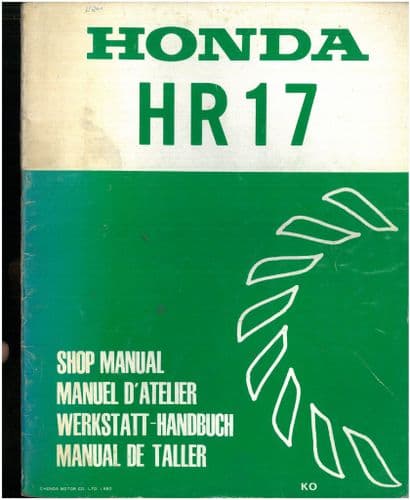 HONDA
HR17
SHOP MANUAL
MANUEL D'ATELIER
WERKSTATT-HANDBUCH
MANUAL DE TALLER
KO